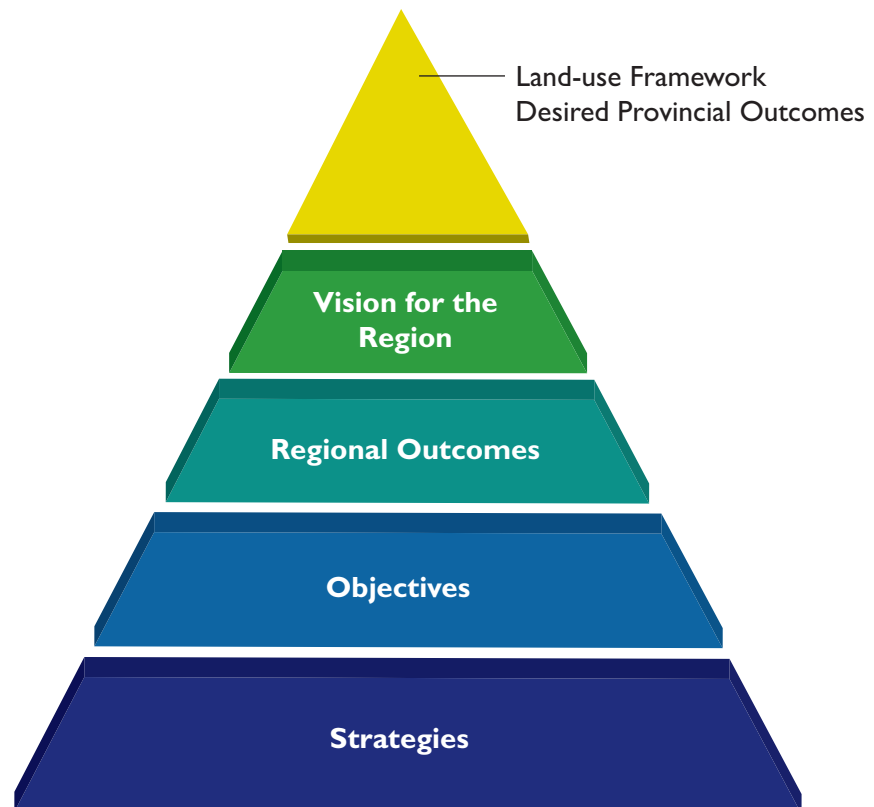 Land-use Framework
Desired Provincial Outcomes
Vision for the
Region
Regional Outcomes
Objectives
Strategies